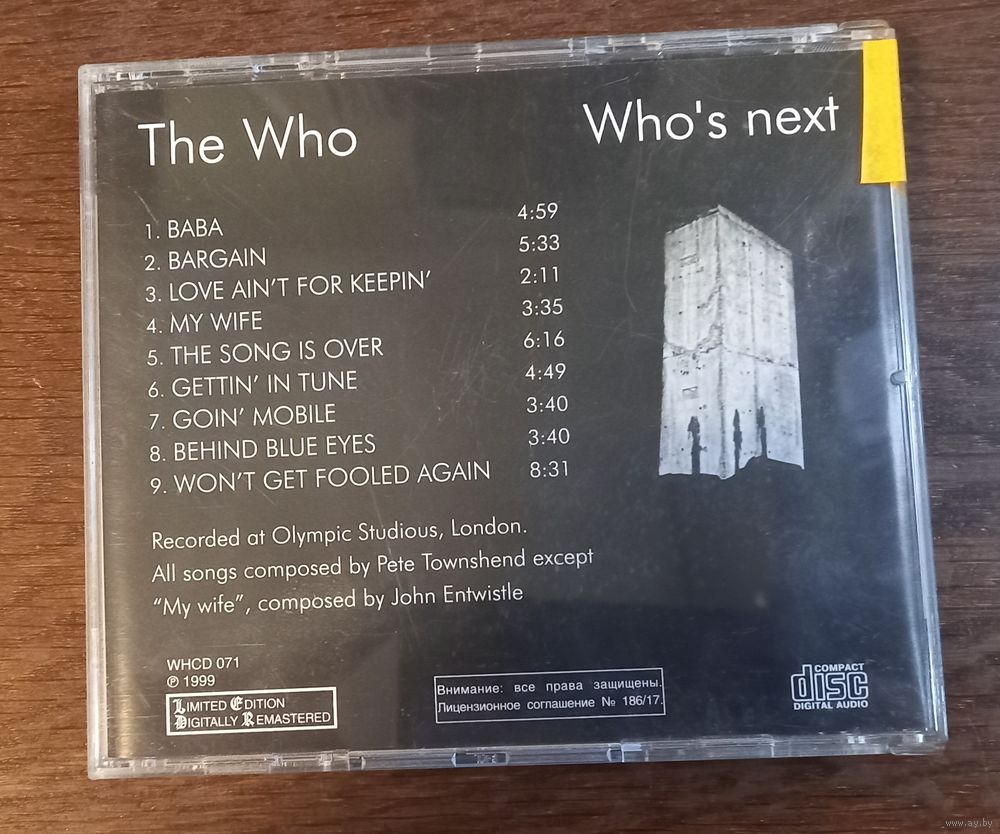 The Who
Who's next
1. BABA 4:59
2. BARGAIN 5:33
3. LOVE AIN'T FOR KEEPIN' 2:11
4. MY WIFE 3:35
5. THE SONG IS OVER 6:16
6. GETTIN' IN TUNE 4:49
7. GOIN' MOBILE 3:40
8. BEHIND BLUE EYES 3:40
9. WON'T GET FOOLED AGAIN 8:31
Recorded at Olympic Studious, London.
All songs composed by Pete Townshend except
“My wife”, composed by John Entwistle
WHCD 071
℗ 1999
LIMITED EDITION
DIGITALLY REMASTERED
Внимание: все права защищены.
Лицензионное соглашение № 186/17.
COMPACT
disc
DIGITAL AUDIO
www.ay.by